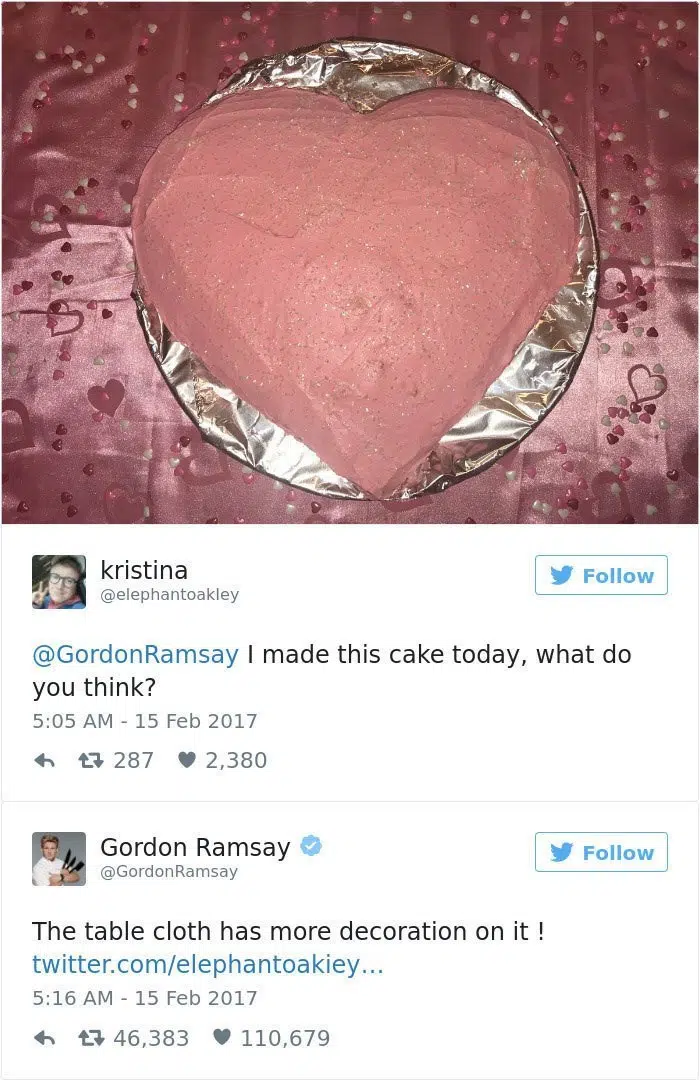 kristina
@elephantoakley
Follow
@GordonRamsay I made this cake today, what do
you think?
5:05 AM - 15 Feb 2017
287 2,380
Gordon Ramsay
@GordonRamsay
Follow
The table cloth has more decoration on it !
twitter.com/elephantoakiey...
5:16 AM - 15 Feb 2017
46,383 110,679